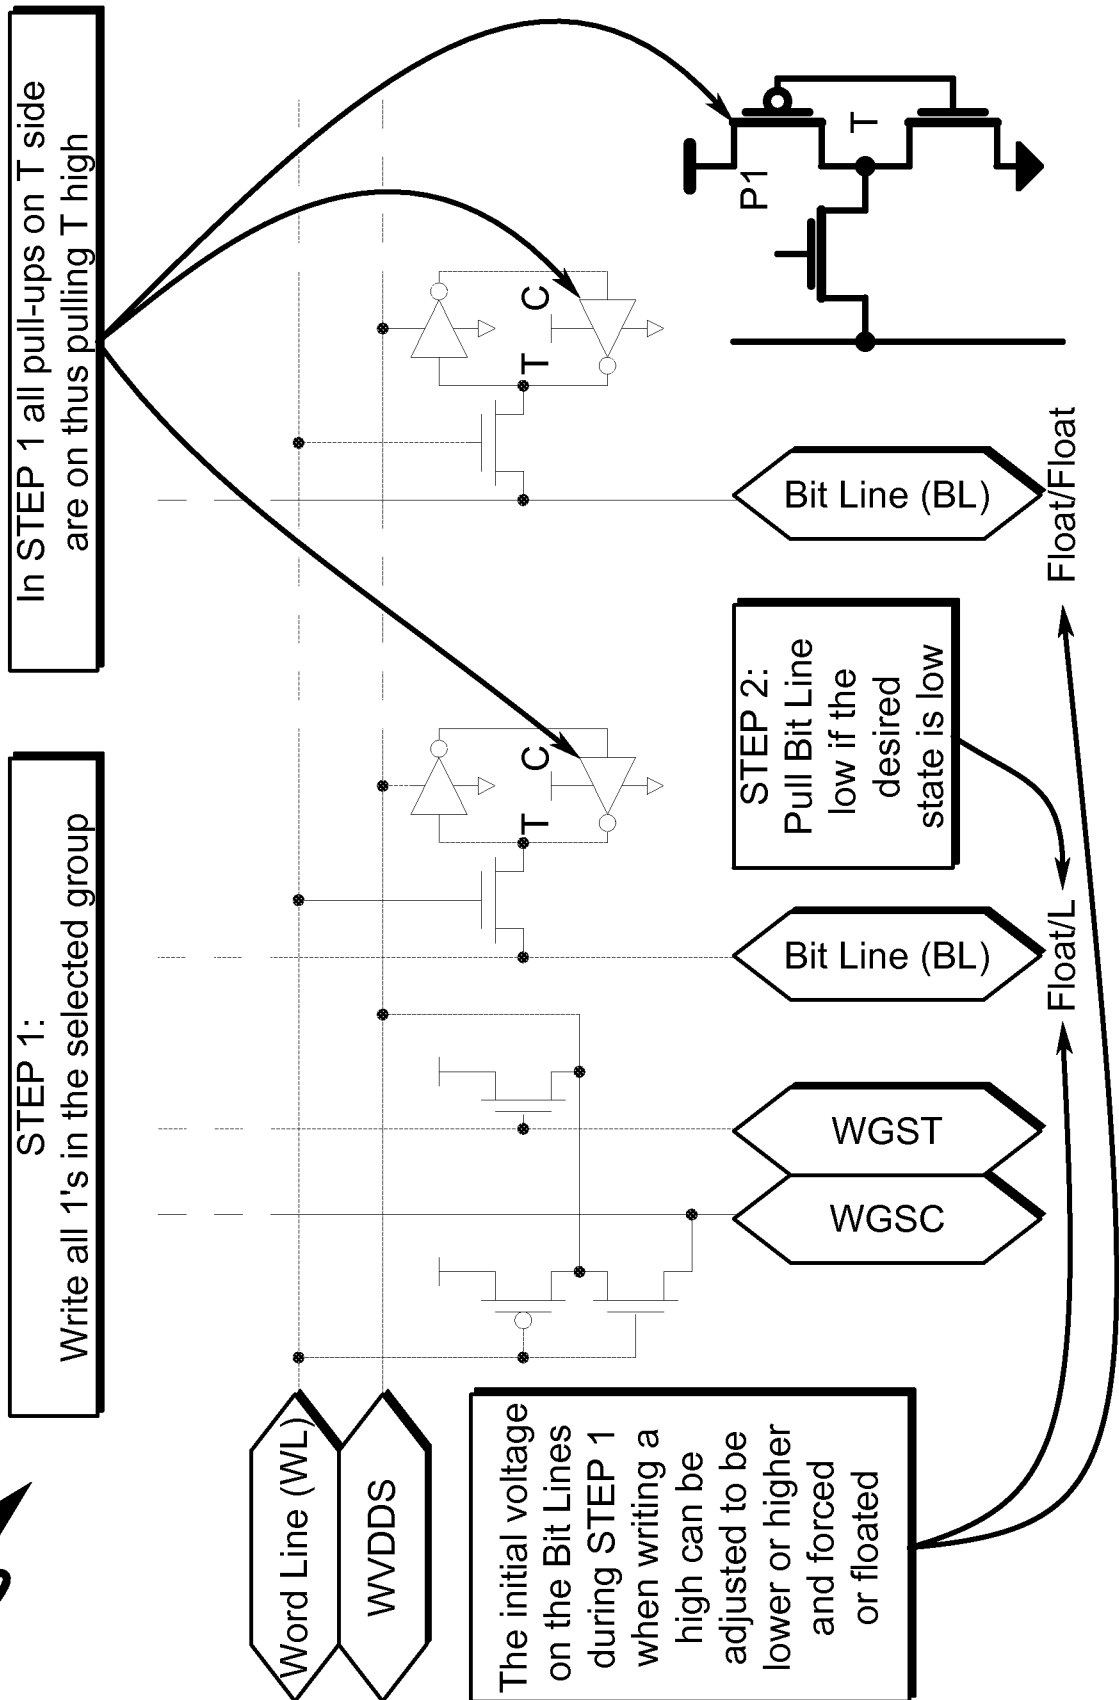 STEP 1:
Write all 1's in the selected group
In STEP 1 all pull-ups on T side
are on thus pulling T high
Word Line (WL)
WVDDS
T
C
T
C
P1
T
The initial voltage
on the Bit Lines
during STEP 1
when writing a
high can be
adjusted to be
lower or higher
and forced
or floated
WGSC
WGST
Bit Line (BL)
STEP 2:
Pull Bit Line
low if the
desired
state is low
Bit Line (BL)
Float/L
Float/Float